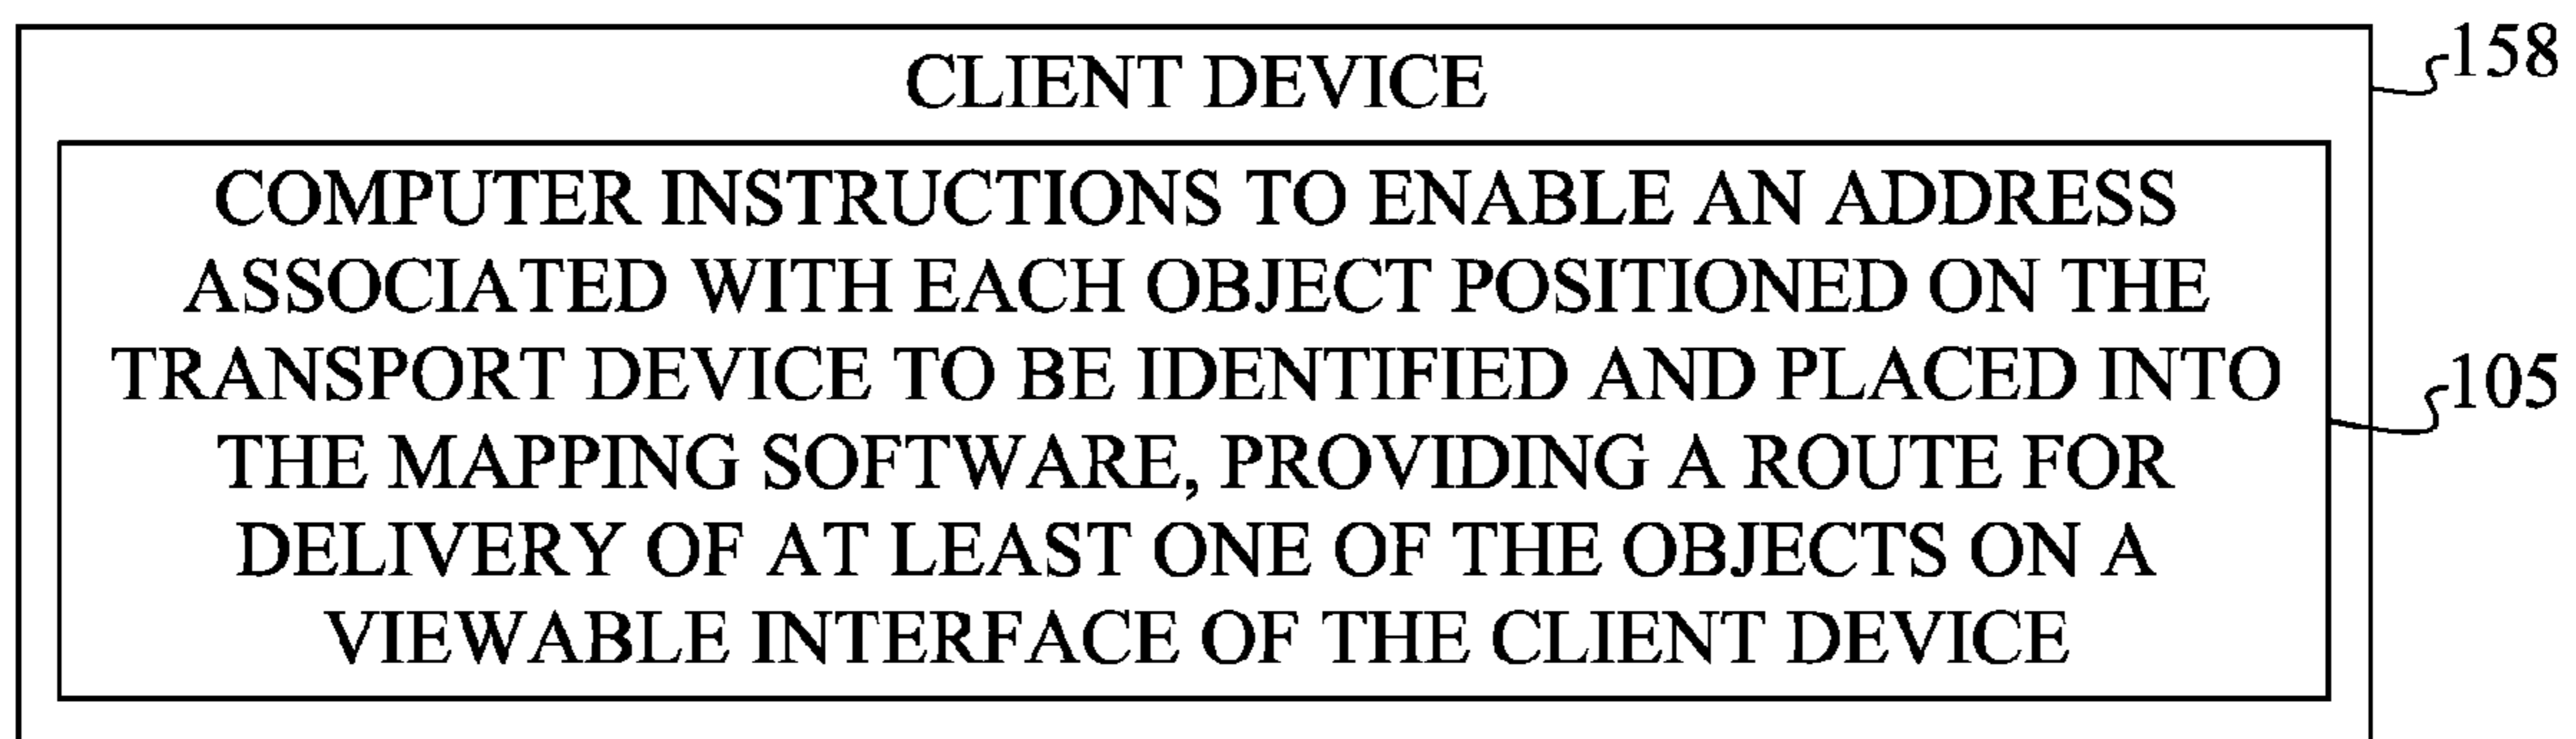 CLIENT DEVICE
158
COMPUTER INSTRUCTIONS TO ENABLE AN ADDRESS
ASSOCIATED WITH EACH OBJECT POSITIONED ON THE
TRANSPORT DEVICE TO BE IDENTIFIED AND PLACED INTO
105
THE MAPPING SOFTWARE, PROVIDING A ROUTE FOR
DELIVERY OF AT LEAST ONE OF THE OBJECTS ON A
VIEWABLE INTERFACE OF THE CLIENT DEVICE